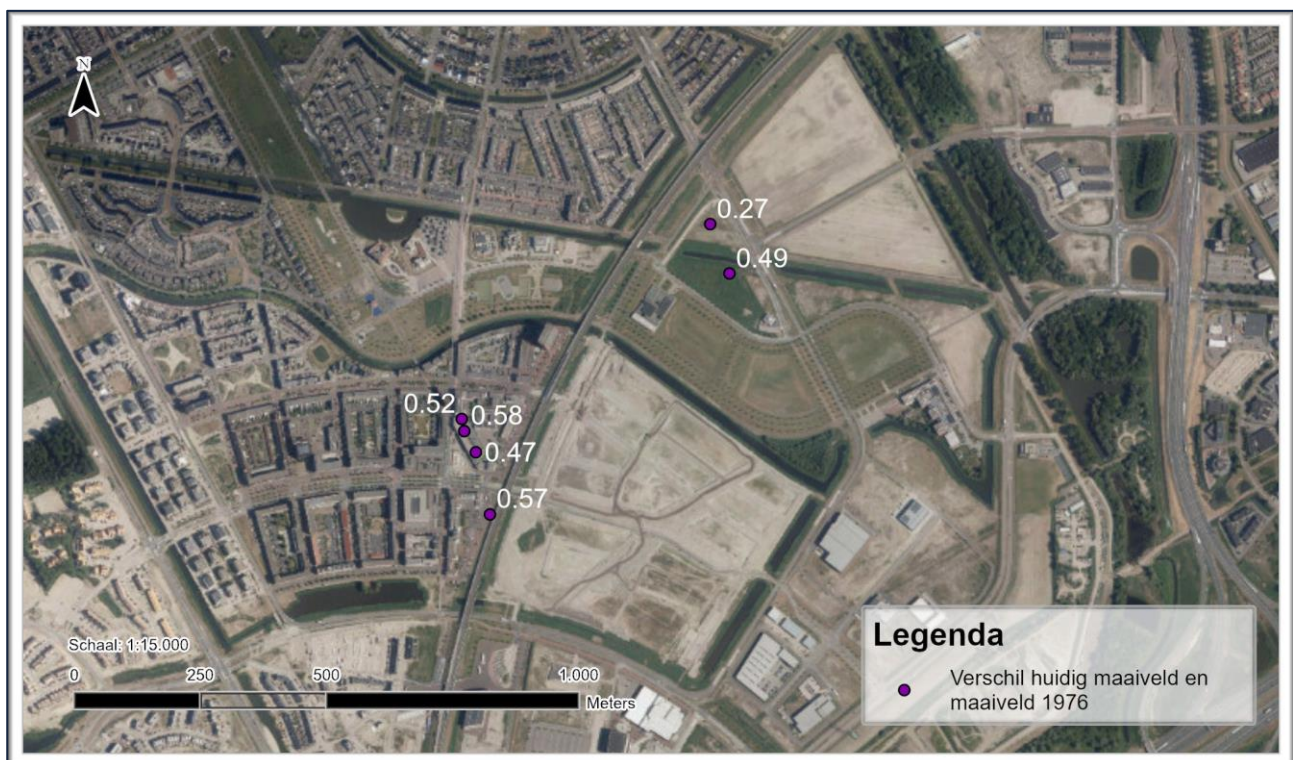 N
0.27
0.49
0.52
0.58
0.47
0.57
Schaal: 1:15.000
0 250 500 1.000
Meters
Legenda
Verschil huidig maaiveld en
maaiveld 1976